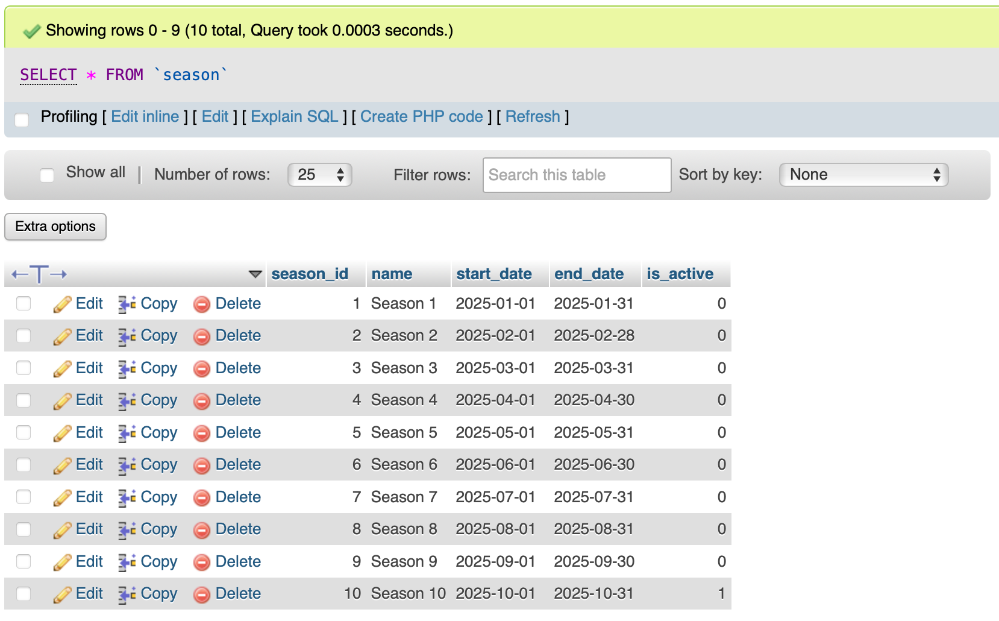 Showing rows 0 - 9 (10 total, Query took 0.0003 seconds.)
SELECT * FROM `season`
Profiling [ Edit inline ] [ Edit ] [ Explain SQL ] [ Create PHP code ] [ Refresh ]
Show all | Number of rows: 25 Filter rows: Search this table Sort by key: None
Extra options
←T→ season_id name start_date end_date is_active
Edit Copy Delete 1 Season 1 2025-01-01 2025-01-31 0
Edit Copy Delete 2 Season 2 2025-02-01 2025-02-28 0
Edit Copy Delete 3 Season 3 2025-03-01 2025-03-31 0
Edit Copy Delete 4 Season 4 2025-04-01 2025-04-30 0
Edit Copy Delete 5 Season 5 2025-05-01 2025-05-31 0
Edit Copy Delete 6 Season 6 2025-06-01 2025-06-30 0
Edit Copy Delete 7 Season 7 2025-07-01 2025-07-31 0
Edit Copy Delete 8 Season 8 2025-08-01 2025-08-31 0
Edit Copy Delete 9 Season 9 2025-09-01 2025-09-30 0
Edit Copy Delete 10 Season 10 2025-10-01 2025-10-31 1